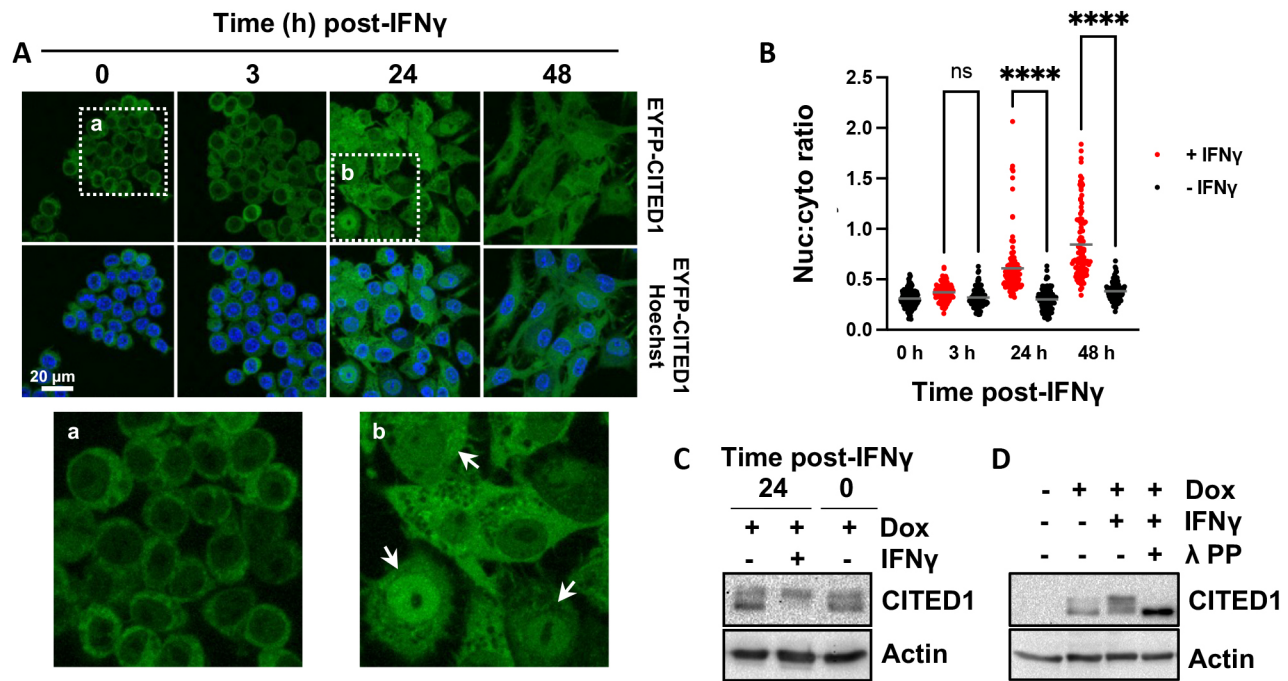 Time (h) post-IFNγ
A
0 3 24 48
a
b
EYFP-CITED1
EYFP-CITED1
Hoechst
20 µm
a
b
B
****
****
ns
2.5
2.0
1.5
1.0
0.5
0.0
Nuc:cyto ratio
+ IFNγ
- IFNγ
0 h 3 h 24 h 48 h
Time post-IFNγ
C
Time post-IFNγ
24 0
+ + + Dox
- + - IFNγ
CITED1
Actin
D
- + + + Dox
- - + + IFNγ
- - - + λ PP
CITED1
Actin